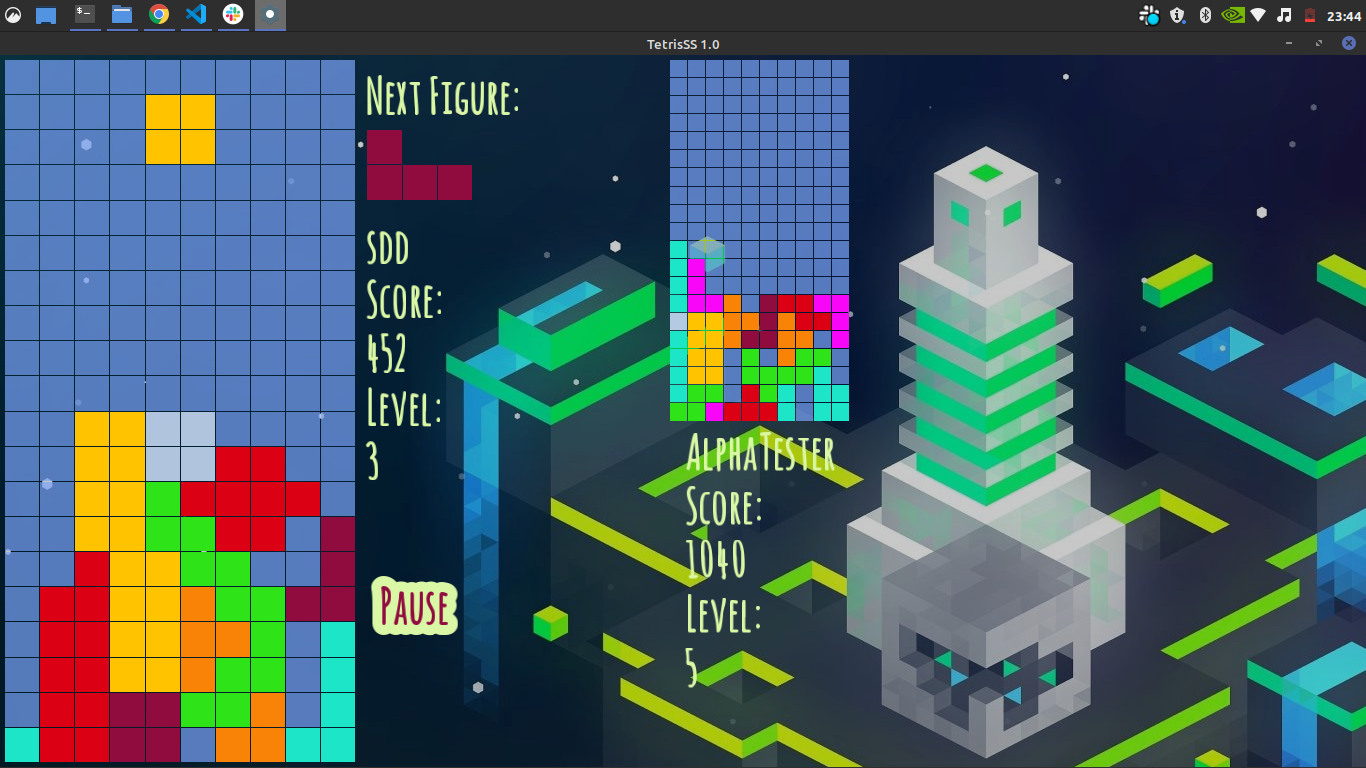 23:44
TetrisSS 1.0
Next Figure:
SDD
Score:
452
Level:
3
Pause
AlphaTester
Score:
1040
Level:
5